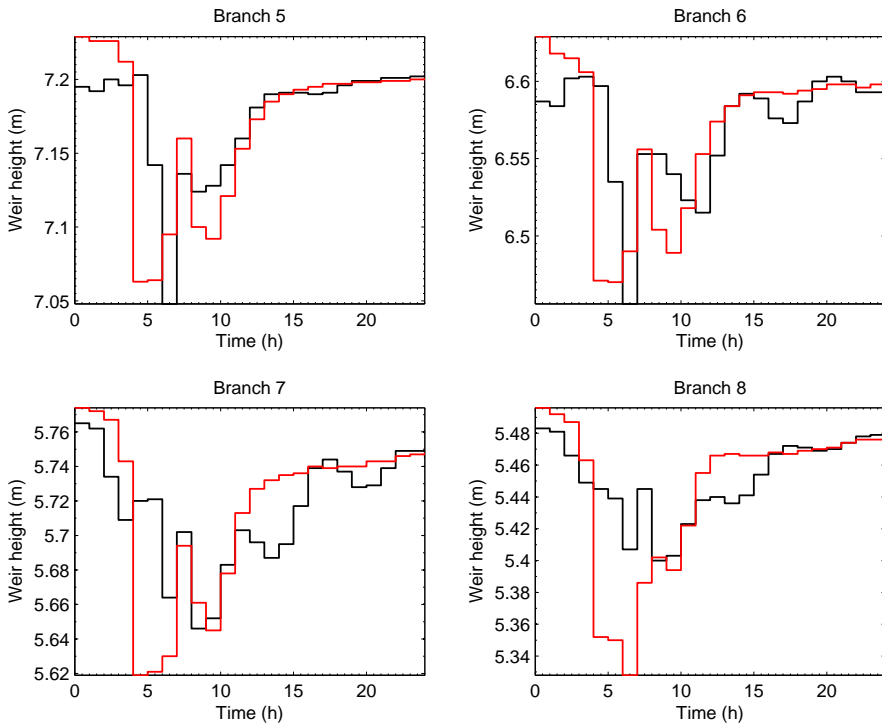 Branch 5
Weir height (m)
7.2
7.15
7.1
7.05
0 5 10 15 20
Time (h)
Branch 6
Weir height (m)
6.6
6.55
6.5
0 5 10 15 20
Time (h)
Branch 7
Weir height (m)
5.76
5.74
5.72
5.7
5.68
5.66
5.64
5.62
0 5 10 15 20
Time (h)
Branch 8
Weir height (m)
5.48
5.46
5.44
5.42
5.4
5.38
5.36
5.34
0 5 10 15 20
Time (h)